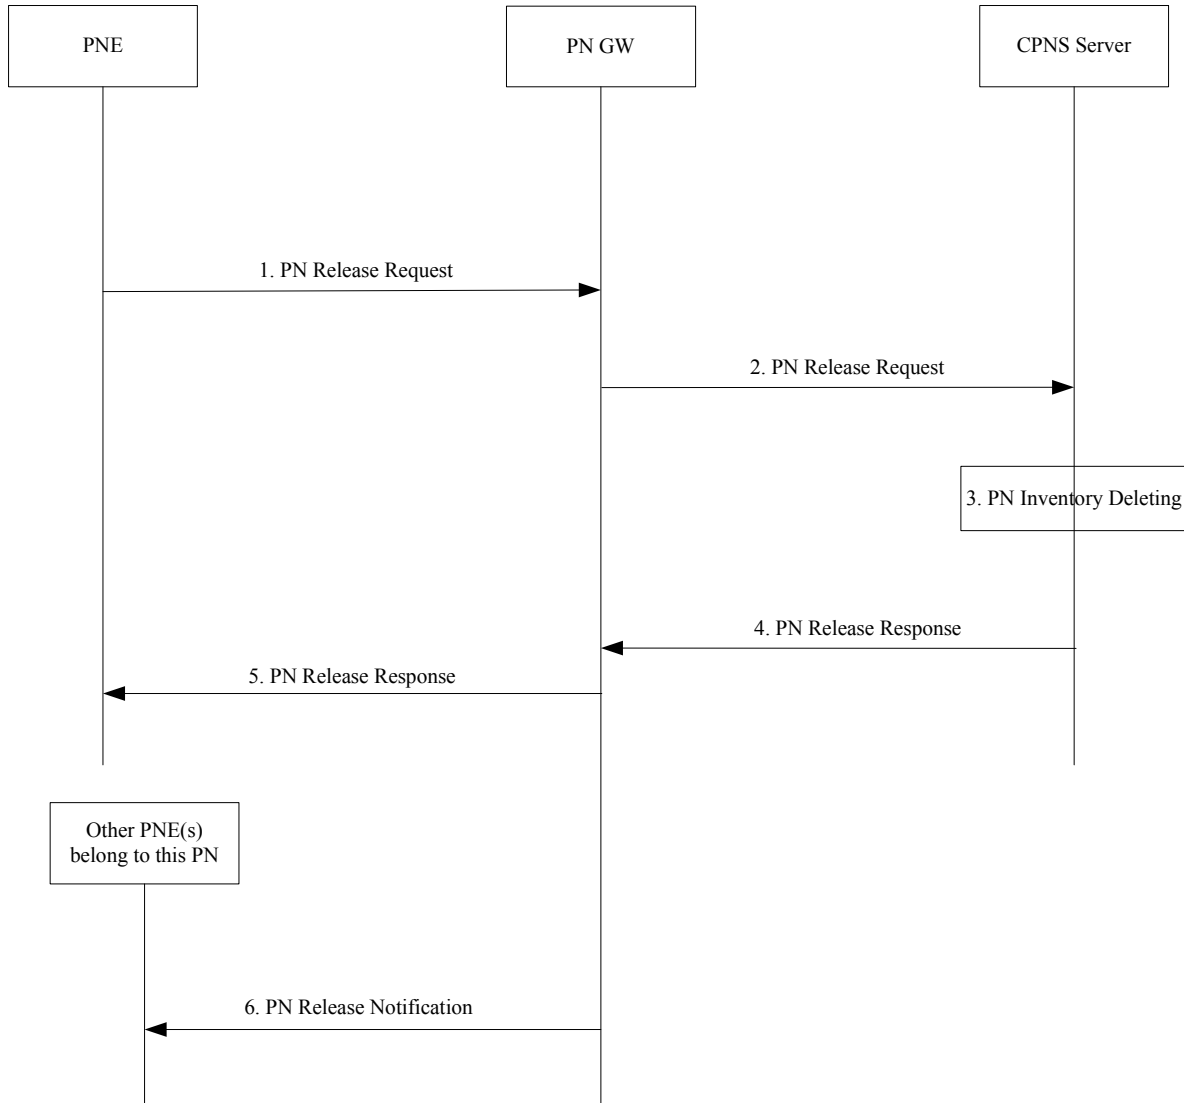 PNE
PN GW
CPNS Server
1. PN Release Request
2. PN Release Request
3. PN Inventory Deleting
4. PN Release Response
5. PN Release Response
Other PNE(s)
belong to this PN
6. PN Release Notification